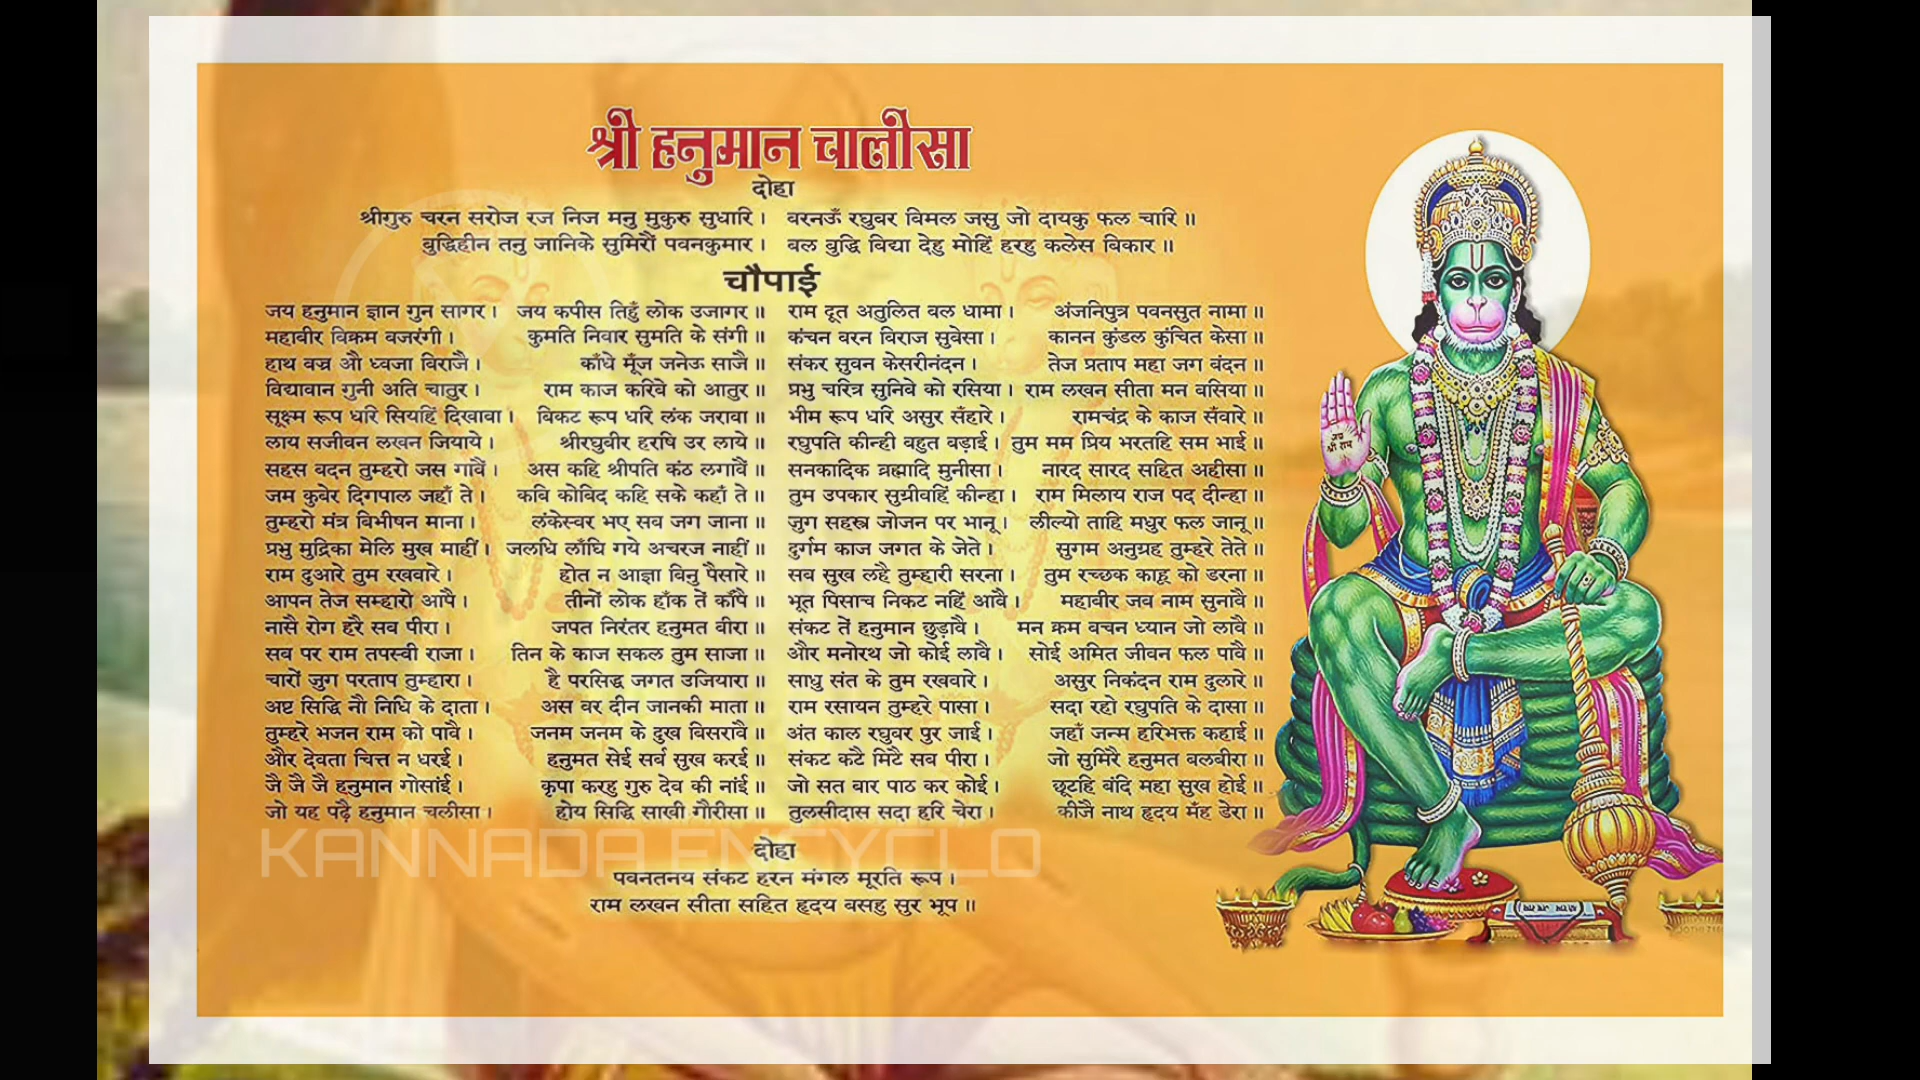 श्री हनुमान चालीसा
दोहा
श्रीगुरु चरन सरोज रज निज मनु मुकुरु सुधारि। बरनऊँ रघुबर बिमल जसु जो दायकु फल चारि॥
बुद्धिहीन तनु जानिके सुमिरौं पवनकुमार। बल बुद्धि विद्या देहु मोहिं हरहु कलेस बिकार॥
चौपाई
जय हनुमान ज्ञान गुन सागर। जय कपीस तिहुँ लोक उजागर॥ राम दूत अतुलित बल धामा। अंजनिपुत्र पवनसुत नामा॥
महाबीर बिक्रम बजरंगी। कुमति निवार सुमति के संगी॥ कंचन बरन बिराज सुबेसा। कानन कुंडल कुंचित केसा॥
हाथ बज्र औ ध्वजा बिराजै। काँधे मूँज जनेऊ साजै॥ संकर सुवन केसरीनंदन। तेज प्रताप महा जग बंदन॥
विद्यावान गुनी अति चातुर। राम काज करिबे को आतुर॥ प्रभु चरित्र सुनिबे को रसिया। राम लखन सीता मन बसिया॥
सूक्ष्म रूप धरि सियहिं दिखावा। बिकट रूप धरि लंक जरावा॥ भीम रूप धरि असुर सँहारे। रामचंद्र के काज सँवारे॥
लाय सजीवन लखन जियाये। श्रीरघुबीर हरषि उर लाये॥ रघुपति कीन्ही बहुत बड़ाई। तुम मम प्रिय भरतहि सम भाई॥
सहस बदन तुम्हरो जस गावैं। अस कहि श्रीपति कंठ लगावैं॥ सनकादिक ब्रह्मादि मुनीसा। नारद सारद सहित अहीसा॥
जम कुबेर दिगपाल जहाँ ते। कबि कोबिद कहि सके कहाँ ते॥ तुम उपकार सुग्रीवहिं कीन्हा। राम मिलाय राज पद दीन्हा॥
तुम्हरो मंत्र बिभीषन माना। लंकेस्वर भए सब जग जाना॥ जुग सहस्त्र जोजन पर भानू। लील्यो ताहि मधुर फल जानू॥
प्रभु मुद्रिका मेलि मुख माहीं। जलधि लाँघि गये अचरज नाहीं॥ दुर्गम काज जगत के जेते। सुगम अनुग्रह तुम्हरे तेते॥
राम दुआरे तुम रखवारे। होत न आज्ञा बिनु पैसारे॥ सब सुख लहै तुम्हारी सरना। तुम रच्छक काहू को डरना॥
आपन तेज सम्हारो आपै। तीनों लोक हाँक तें काँपै॥ भूत पिसाच निकट नहिं आवै। महाबीर जब नाम सुनावै॥
नासै रोग हरै सब पीरा। जपत निरंतर हनुमत बीरा॥ संकट तें हनुमान छुड़ावै। मन क्रम बचन ध्यान जो लावै॥
सब पर राम तपस्वी राजा। तिन के काज सकल तुम साजा॥ और मनोरथ जो कोई लावै। सोई अमित जीवन फल पावै॥
चारों जुग परताप तुम्हारा। है परसिद्ध जगत उजियारा॥ साधु संत के तुम रखवारे। असुर निकंदन राम दुलारे॥
अष्ट सिद्धि नौ निधि के दाता। अस बर दीन जानकी माता॥ राम रसायन तुम्हरे पासा। सदा रहो रघुपति के दासा॥
तुम्हरे भजन राम को पावै। जनम जनम के दुख बिसरावै॥ अंत काल रघुबर पुर जाई। जहाँ जन्म हरिभक्त कहाई॥
और देवता चित्त न धरई। हनुमत सेई सर्ब सुख करई॥ संकट कटै मिटै सब पीरा। जो सुमिरै हनुमत बलबीरा॥
जै जै जै हनुमान गोसांई। कृपा करहु गुरु देव की नांई॥ जो सत बार पाठ कर कोई। छूटहि बंदि महा सुख होई॥
जो यह पढ़ै हनुमान चलीसा। होय सिद्धि साखी गौरीसा॥ तुलसीदास सदा हरि चेरा। कीजै नाथ हृदय मँह डेरा॥
दोहा
KANNADA ENCYCLO
पवनतनय संकट हरन मंगल मूरति रूप।
राम लखन सीता सहित हृदय बसहु सुर भूप॥
जय श्री राम